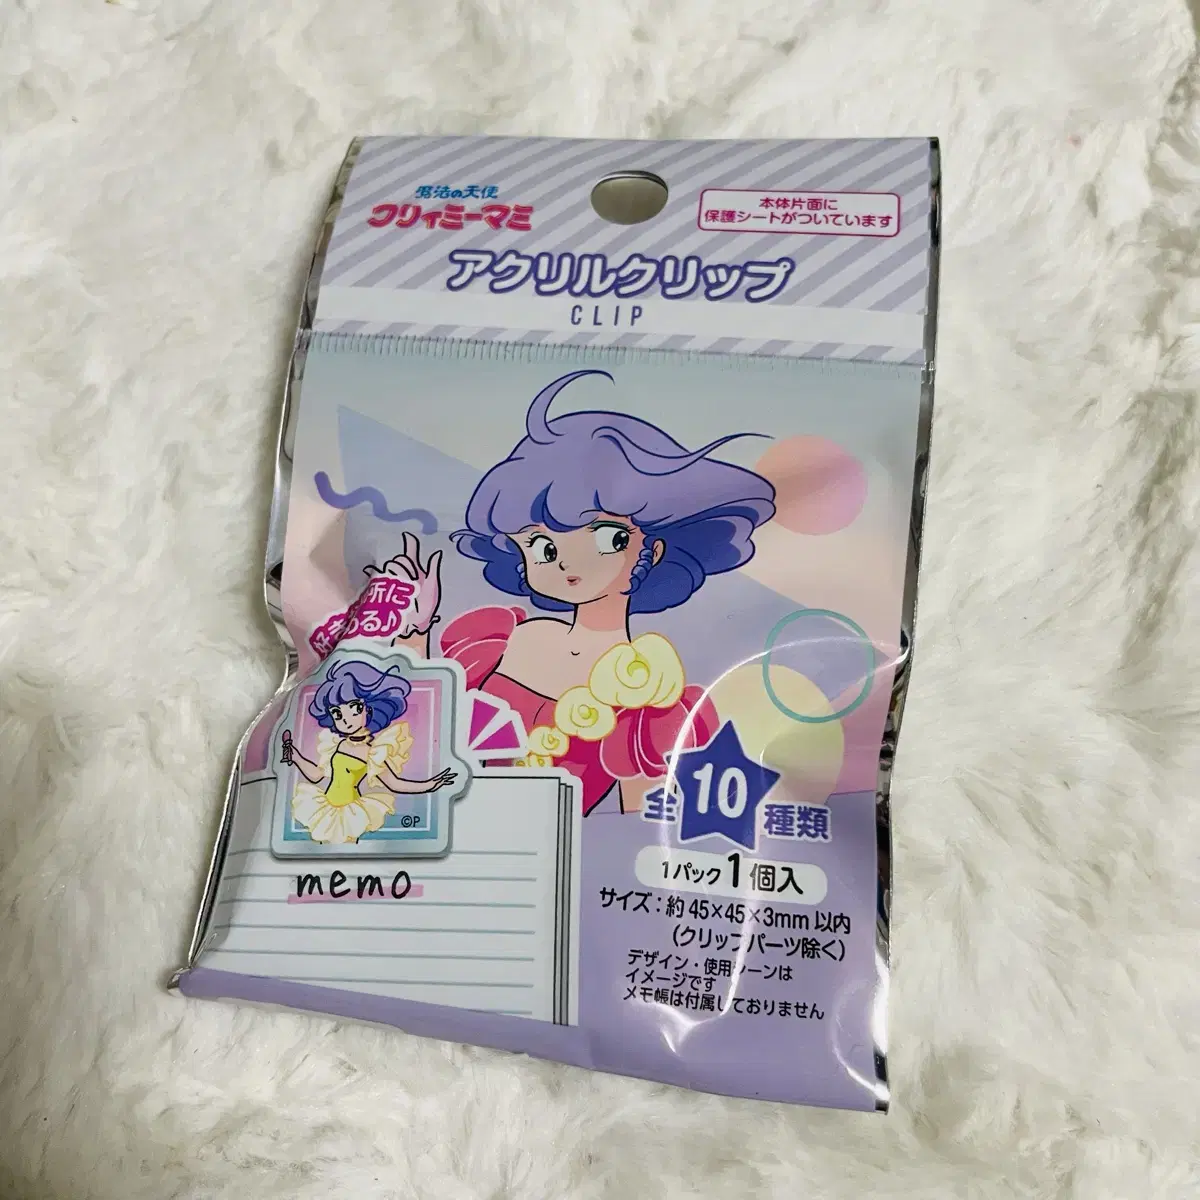 魔法の天使
クリィミーマミ
本体片面に
保護シートがついています
アクリルクリップ
CLIP
所に
る♪
©P
memo
全10種類
1パック1個入
サイズ：約45×45×3mm以内
（クリップパーツ除く）
デザイン・使用シーンは
イメージです
メモ帳は付属しておりません